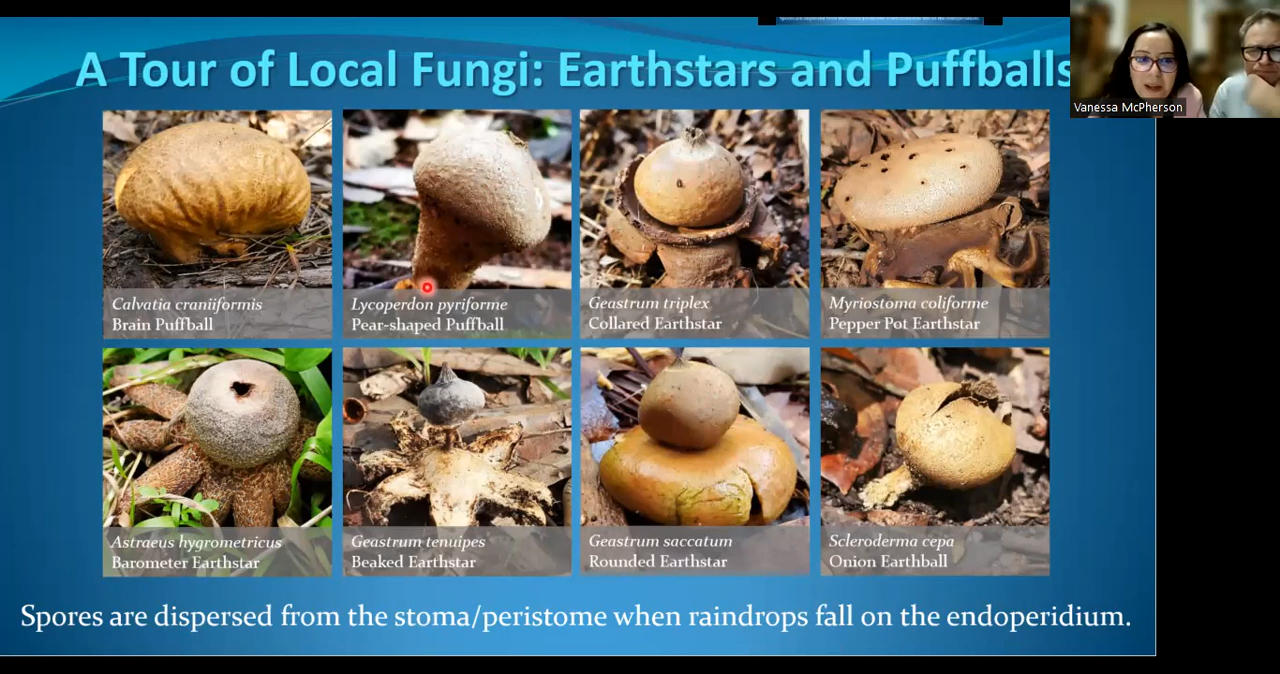 A Tour of Local Fungi: Earthstars and Puffballs
Vanessa McPherson
Calvatia craniiformis
Brain Puffball
Lycoperdon pyriforme
Pear-shaped Puffball
Geastrum triplex
Collared Earthstar
Myriostoma coliforme
Pepper Pot Earthstar
Astraeus hygrometricus
Barometer Earthstar
Geastrum tenuipes
Beaked Earthstar
Geastrum saccatum
Rounded Earthstar
Scleroderma cepa
Onion Earthball
Spores are dispersed from the stoma/peristome when raindrops fall on the endoperidium.